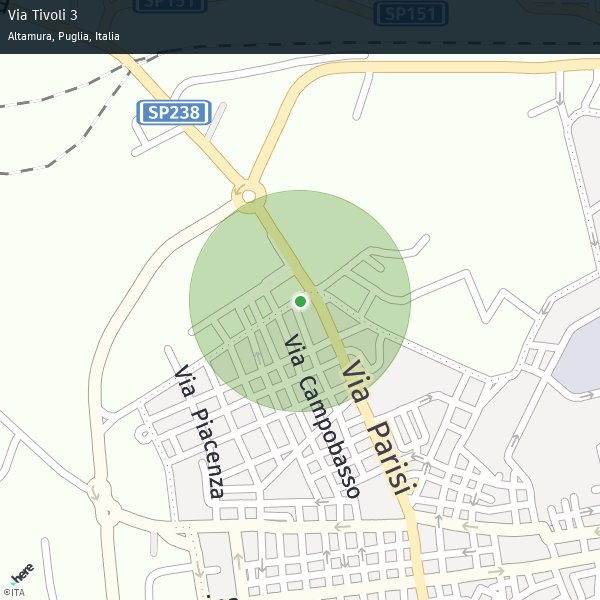 Via Tivoli 3
Altamura, Puglia, Italia
SP151
SP151
SP238
Via Campobasso
Via Parisi
Via Piacenza
here
©ITA